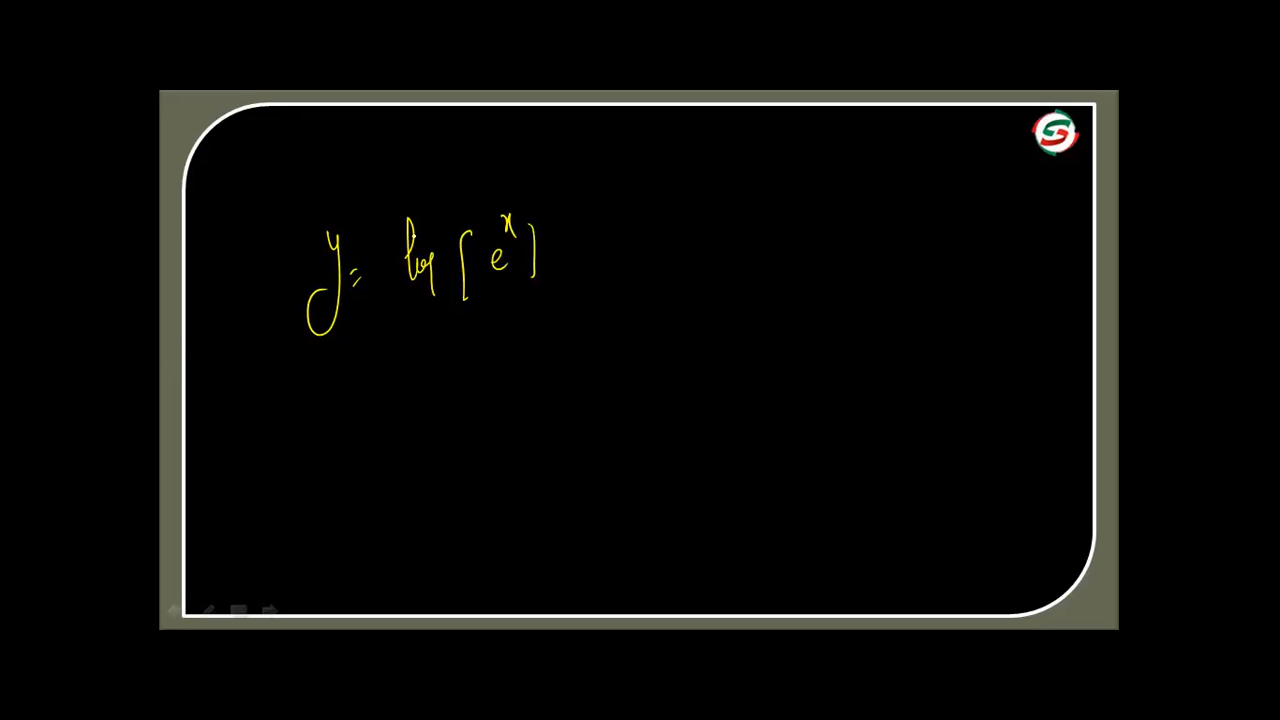 y = log [e^x]